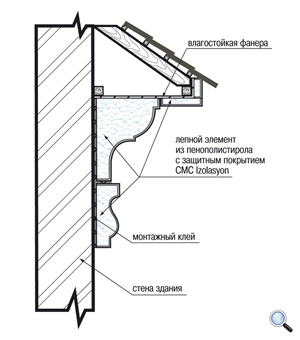 влагостойкая фанера
лепной элемент
из пенополистирола
с защитным покрытием
CMC Izolasyon
монтажный клей
стена здания